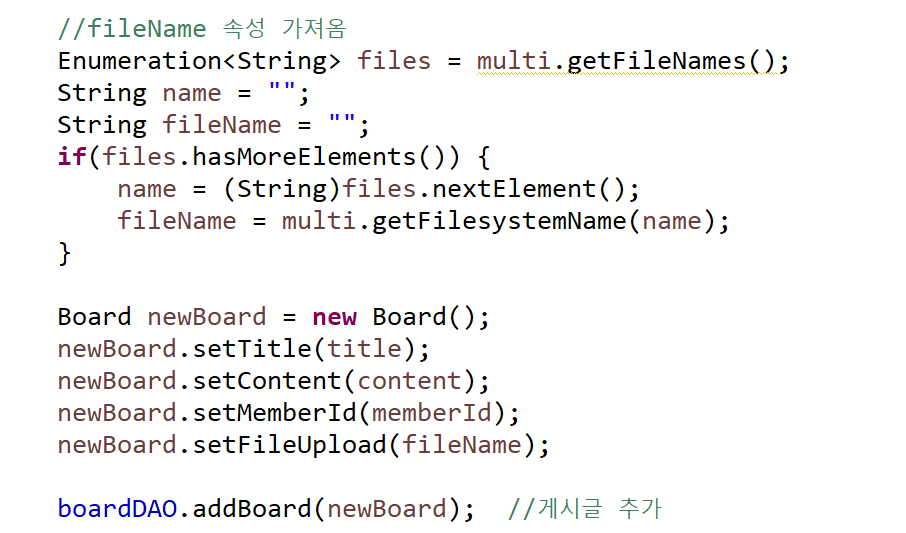 //fileName 속성 가져옴
Enumeration<String> files = multi.getFileNames();
String name = "";
String fileName = "";
if(files.hasMoreElements()) {
    name = (String)files.nextElement();
    fileName = multi.getFilesystemName(name);
}

Board newBoard = new Board();
newBoard.setTitle(title);
newBoard.setContent(content);
newBoard.setMemberId(memberId);
newBoard.setFileUpload(fileName);

boardDAO.addBoard(newBoard);  //게시글 추가